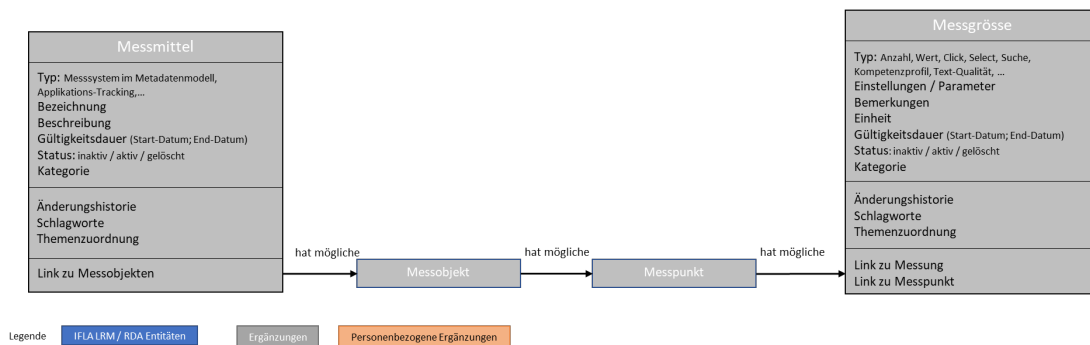 Messmittel
Typ: Messsystem im Metadatenmodell,
Applikations-Tracking,...
Bezeichnung
Beschreibung
Gültigkeitsdauer (Start-Datum; End-Datum)
Status: inaktiv / aktiv / gelöscht
Kategorie
Änderungshistorie
Schlagworte
Themenzuordnung
Link zu Messobjekten
hat mögliche
Messobjekt
hat mögliche
Messpunkt
hat mögliche
Messgrösse
Typ: Anzahl, Wert, Click, Select, Suche,
Kompetenzprofil, Text-Qualität, ...
Einstellungen / Parameter
Bemerkungen
Einheit
Gültigkeitsdauer (Start-Datum; End-Datum)
Status: inaktiv / aktiv / gelöscht
Kategorie
Änderungshistorie
Schlagworte
Themenzuordnung
Link zu Messung
Link zu Messpunkt
Legende
IFLA LRM / RDA Entitäten
Ergänzungen
Personenbezogene Ergänzungen